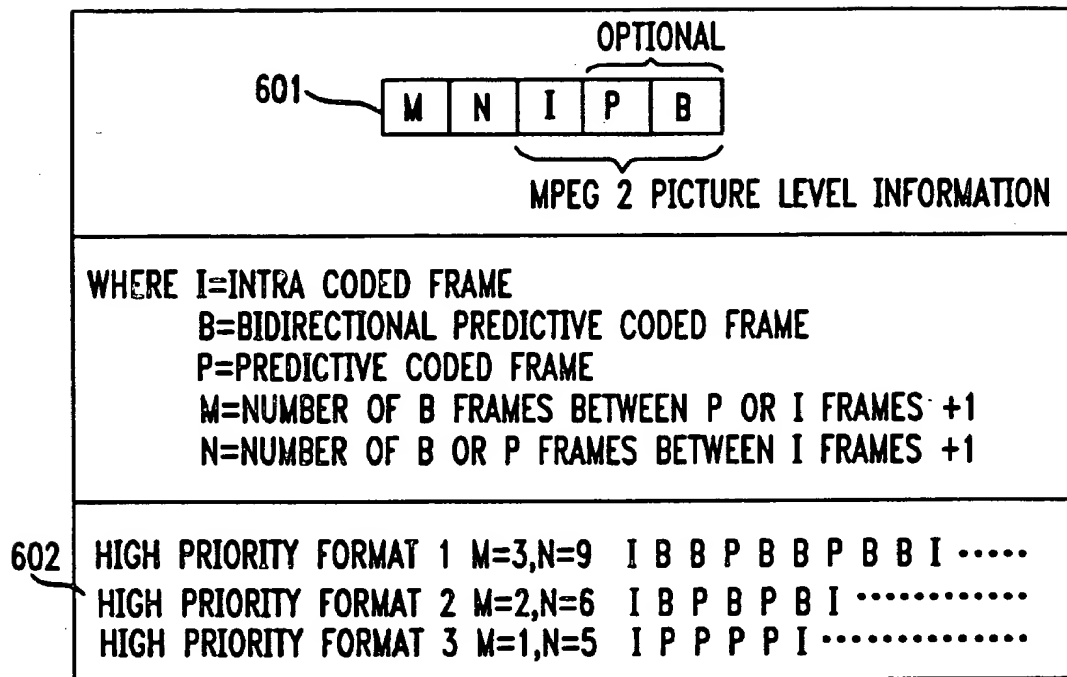 OPTIONAL
601
M N I P B
MPEG 2 PICTURE LEVEL INFORMATION
WHERE I=INTRA CODED FRAME
B=BIDIRECTIONAL PREDICTIVE CODED FRAME
P=PREDICTIVE CODED FRAME
M=NUMBER OF B FRAMES BETWEEN P OR I FRAMES +1
N=NUMBER OF B OR P FRAMES BETWEEN I FRAMES +1
602
HIGH PRIORITY FORMAT 1 M=3,N=9 I B B P B B P B B I .....
HIGH PRIORITY FORMAT 2 M=2,N=6 I B P B P B I ............
HIGH PRIORITY FORMAT 3 M=1,N=5 I P P P P I ..............